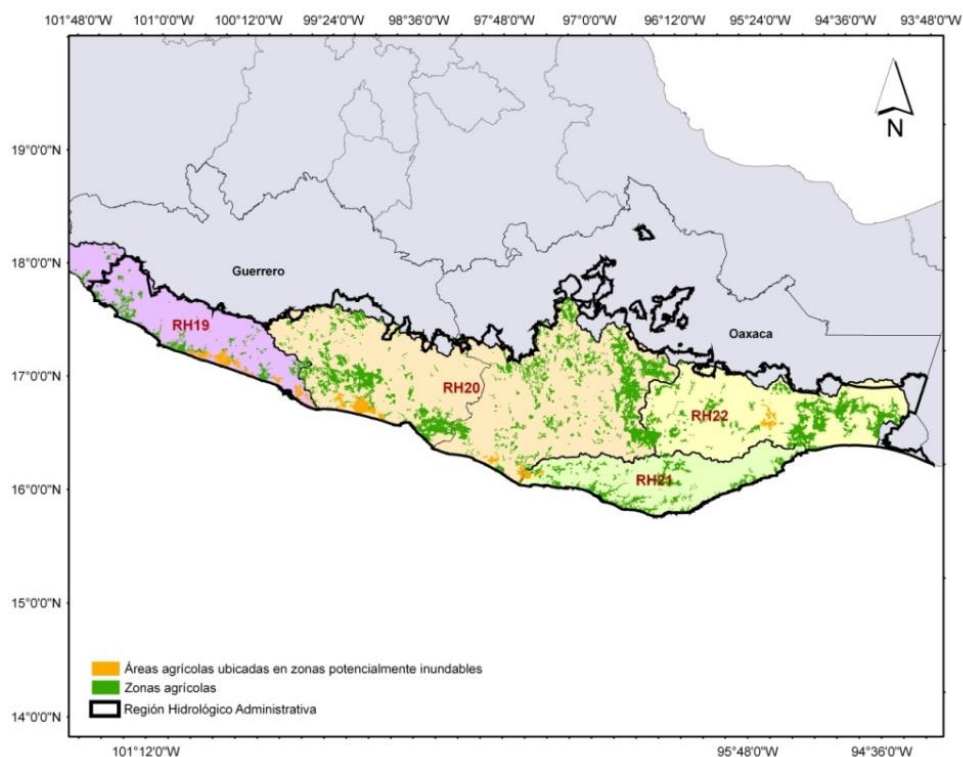 101°48'0"W 101°0'0"W 100°12'0"W 99°24'0"W 98°36'0"W 97°48'0"W 97°0'0"W 96°12'0"W 95°24'0"W 94°36'0"W 93°48'0"W
N
19°0'0"N
18°0'0"N
Guerrero
RH19
Oaxaca
17°0'0"N
RH20
RH22
16°0'0"N
RH21
15°0'0"N
Áreas agrícolas ubicadas en zonas potencialmente inundables
Zonas agrícolas
Región Hidrológico Administrativa
14°0'0"N
101°12'0"W 95°48'0"W 94°36'0"W